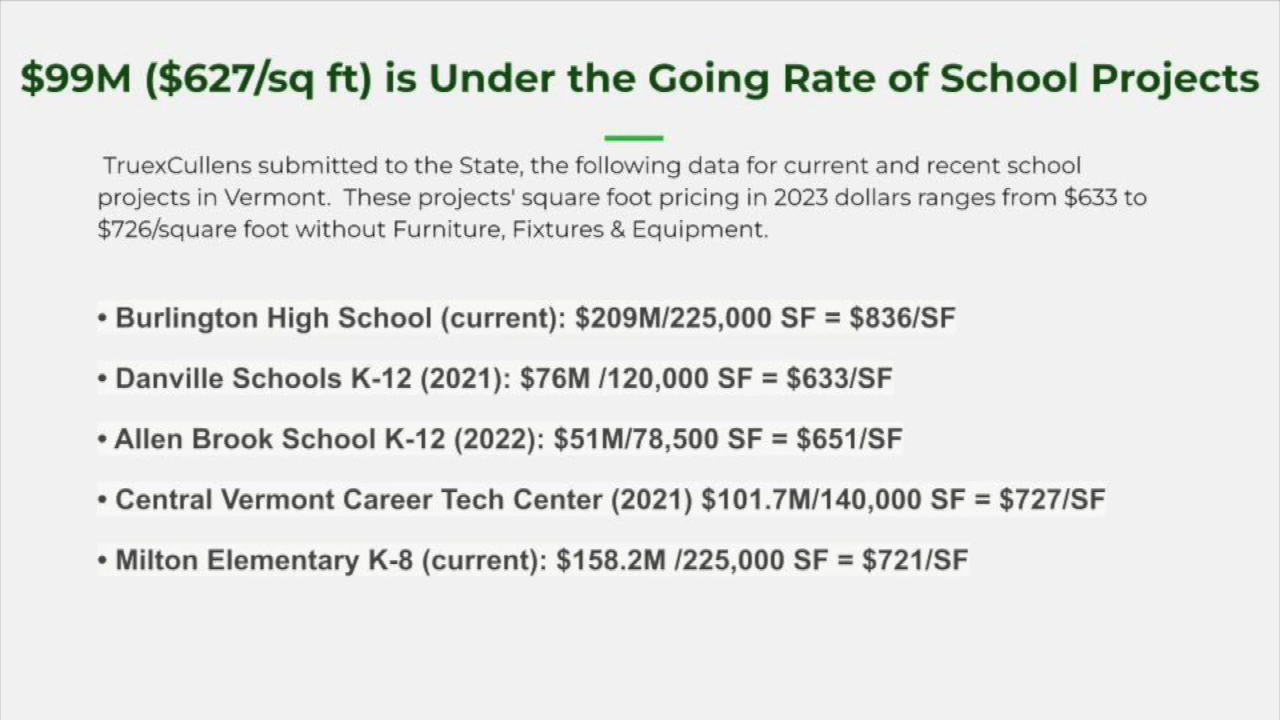 $99M ($627/sq ft) is Under the Going Rate of School Projects
TruexCullens submitted to the State, the following data for current and recent school
projects in Vermont. These projects' square foot pricing in 2023 dollars ranges from $633 to
$726/square foot without Furniture, Fixtures & Equipment.
• Burlington High School (current): $209M/225,000 SF = $836/SF
• Danville Schools K-12 (2021): $76M /120,000 SF = $633/SF
• Allen Brook School K-12 (2022): $51M/78,500 SF = $651/SF
• Central Vermont Career Tech Center (2021) $101.7M/140,000 SF = $727/SF
• Milton Elementary K-8 (current): $158.2M /225,000 SF = $721/SF